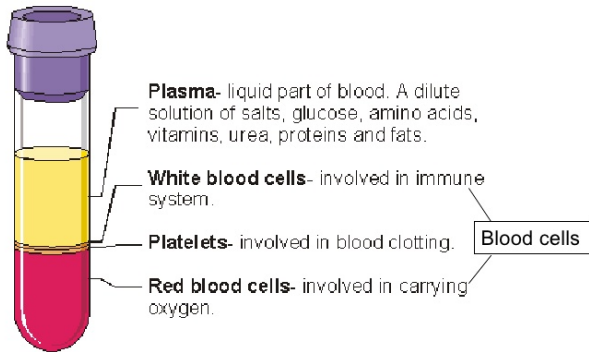 Plasma- liquid part of blood. A dilute
solution of salts, glucose, amino acids,
vitamins, urea, proteins and fats.
White blood cells- involved in immune
system.
Platelets- involved in blood clotting.
Blood cells
Red blood cells- involved in carrying
oxygen.